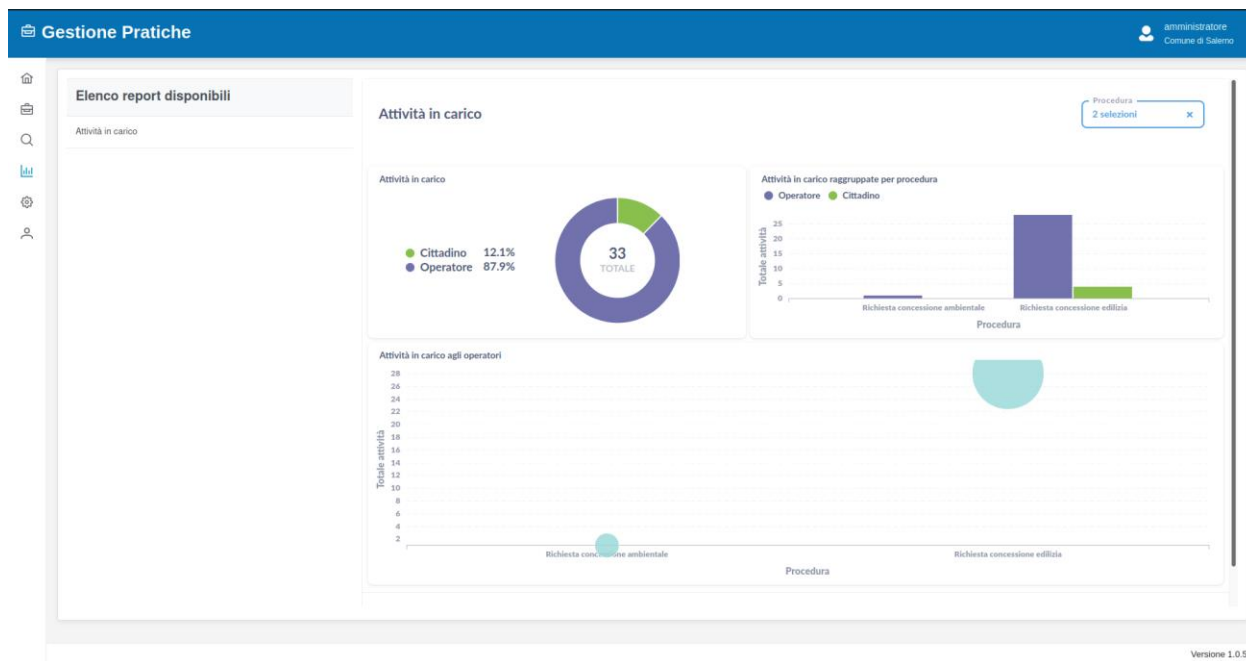 Gestione Pratiche
amministratore
Comune di Salerno
Elenco report disponibili
Attività in carico
Attività in carico
Procedura
2 selezioni
Attività in carico
Cittadino 12.1%
Operatore 87.9%
33
TOTALE
Attività in carico raggruppate per procedura
Operatore Cittadino
Totale attività
25
20
15
10
5
0
Richiesta concessione ambientale Richiesta concessione edilizia
Procedura
Attività in carico agli operatori
Totale attività
28
26
24
22
20
18
16
14
12
10
8
6
4
2
Richiesta concessione ambientale Richiesta concessione edilizia
Procedura
Versione 1.0.5